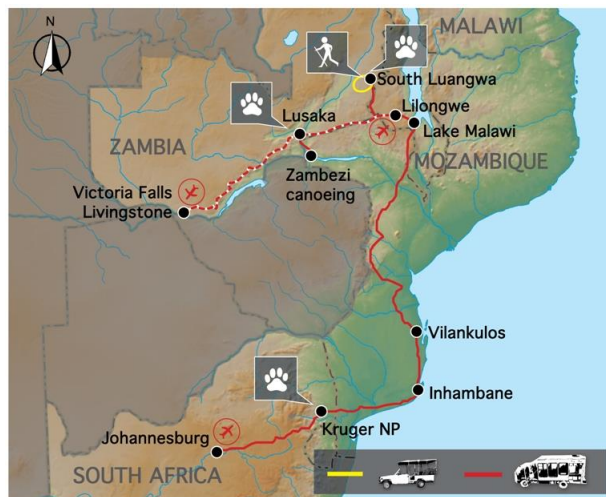 N
MALAWI
South Luangwa
Lilongwe
Lusaka
Lake Malawi
ZAMBIA
MOZAMBIQUE
Zambezi
canoeing
Victoria Falls
Livingstone
Vilankulos
Inhambane
Kruger NP
Johannesburg
SOUTH AFRICA